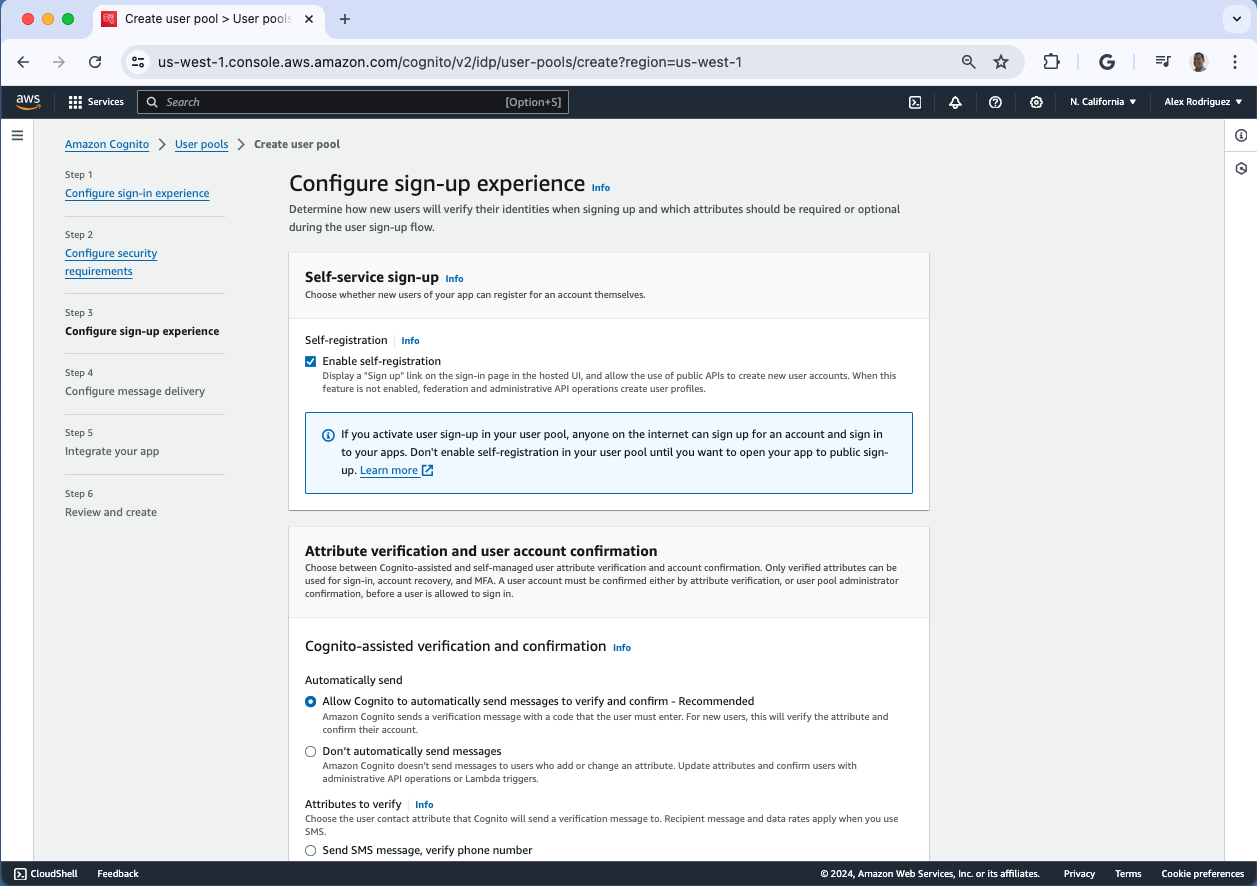 Create user pool > User pools
us-west-1.console.aws.amazon.com/cognito/v2/idp/user-pools/create?region=us-west-1
aws
Services
Search
[Option+S]
N. California
Alex Rodriguez
Amazon Cognito
User pools
Create user pool
Step 1
Configure sign-in experience
Step 2
Configure security
requirements
Step 3
Configure sign-up experience
Step 4
Configure message delivery
Step 5
Integrate your app
Step 6
Review and create
Configure sign-up experience Info
Determine how new users will verify their identities when signing up and which attributes should be required or optional
during the user sign-up flow.
Self-service sign-up Info
Choose whether new users of your app can register for an account themselves.
Self-registration Info
Enable self-registration
Display a "Sign up" link on the sign-in page in the hosted UI, and allow the use of public APIs to create new user accounts. When this
feature is not enabled, federation and administrative API operations create user profiles.
If you activate user sign-up in your user pool, anyone on the internet can sign up for an account and sign in
to your apps. Don't enable self-registration in your user pool until you want to open your app to public sign-
up. Learn more
Attribute verification and user account confirmation
Choose between Cognito-assisted and self-managed user attribute verification and account confirmation. Only verified attributes can be
used for sign-in, account recovery, and MFA. A user account must be confirmed either by attribute verification, or user pool administrator
confirmation, before a user is allowed to sign in.
Cognito-assisted verification and confirmation Info
Automatically send
Allow Cognito to automatically send messages to verify and confirm - Recommended
Amazon Cognito sends a verification message with a code that the user must enter. For new users, this will verify the attribute and
confirm their account.
Don't automatically send messages
Amazon Cognito doesn't send messages to users who add or change an attribute. Update attributes and confirm users with
administrative API operations or Lambda triggers.
Attributes to verify Info
Choose the user contact attribute that Cognito will send a verification message to. Recipient message and data rates apply when you use
SMS.
Send SMS message, verify phone number
CloudShell
Feedback
© 2024, Amazon Web Services, Inc. or its affiliates.
Privacy
Terms
Cookie preferences